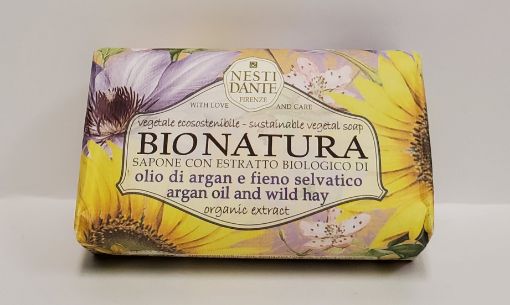 NESTI
DANTE
FIRENZE
WITH LOVE AND CARE
vegetale ecosostenibile - sustainable vegetal soap
BIONATURA
SAPONE CON ESTRATTO BIOLOGICO DI
olio di argan e fieno selvatico
argan oil and wild hay
organic extract